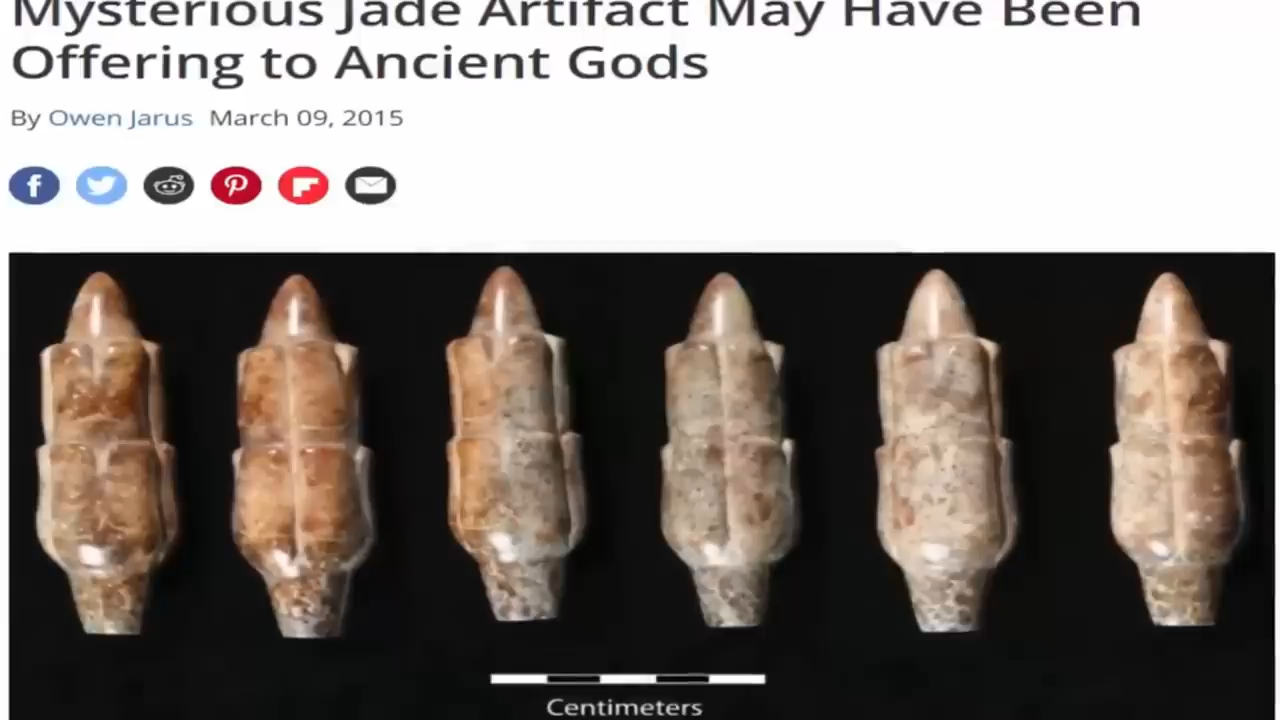 Mysterious Jade Artifact May Have Been
Offering to Ancient Gods
By Owen Jarus March 09, 2015
Centimeters